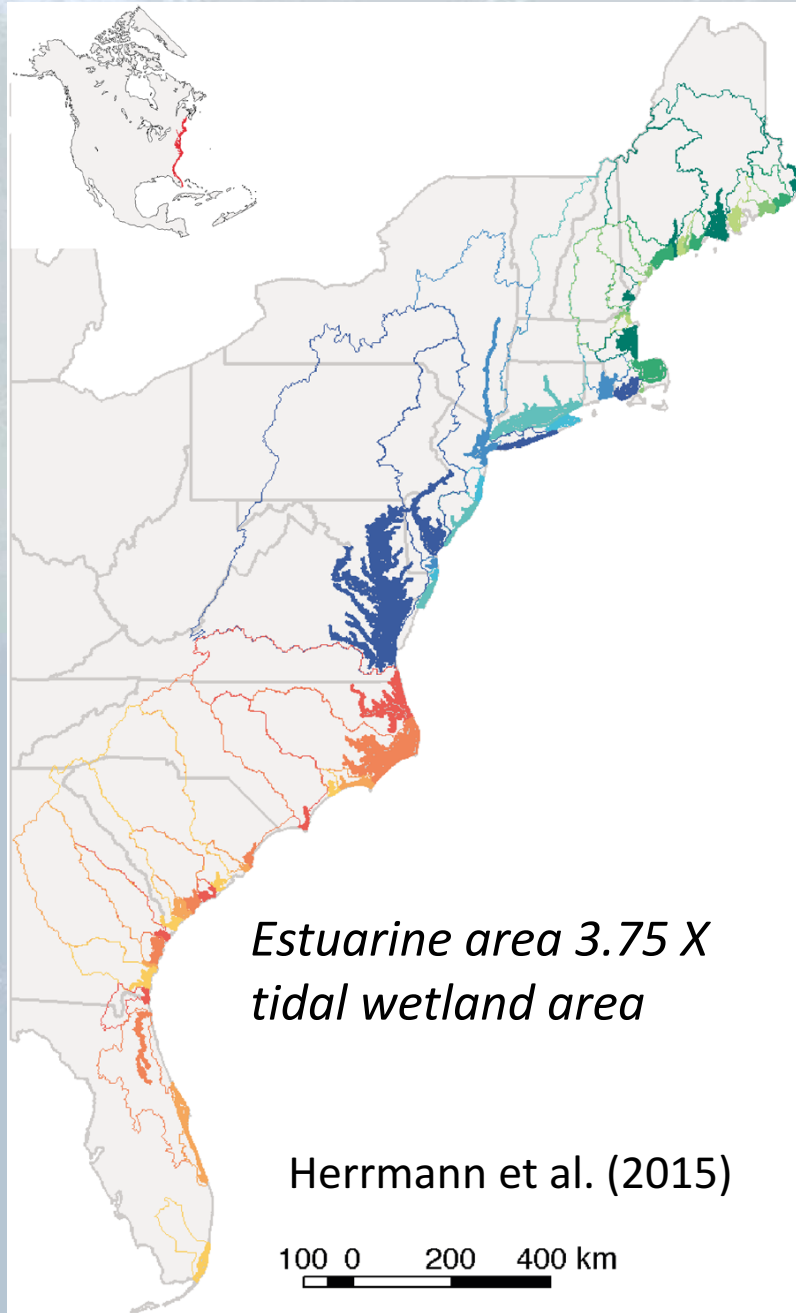 Estuarine area 3.75 X
tidal wetland area
Herrmann et al. (2015)
100 0 200 400 km